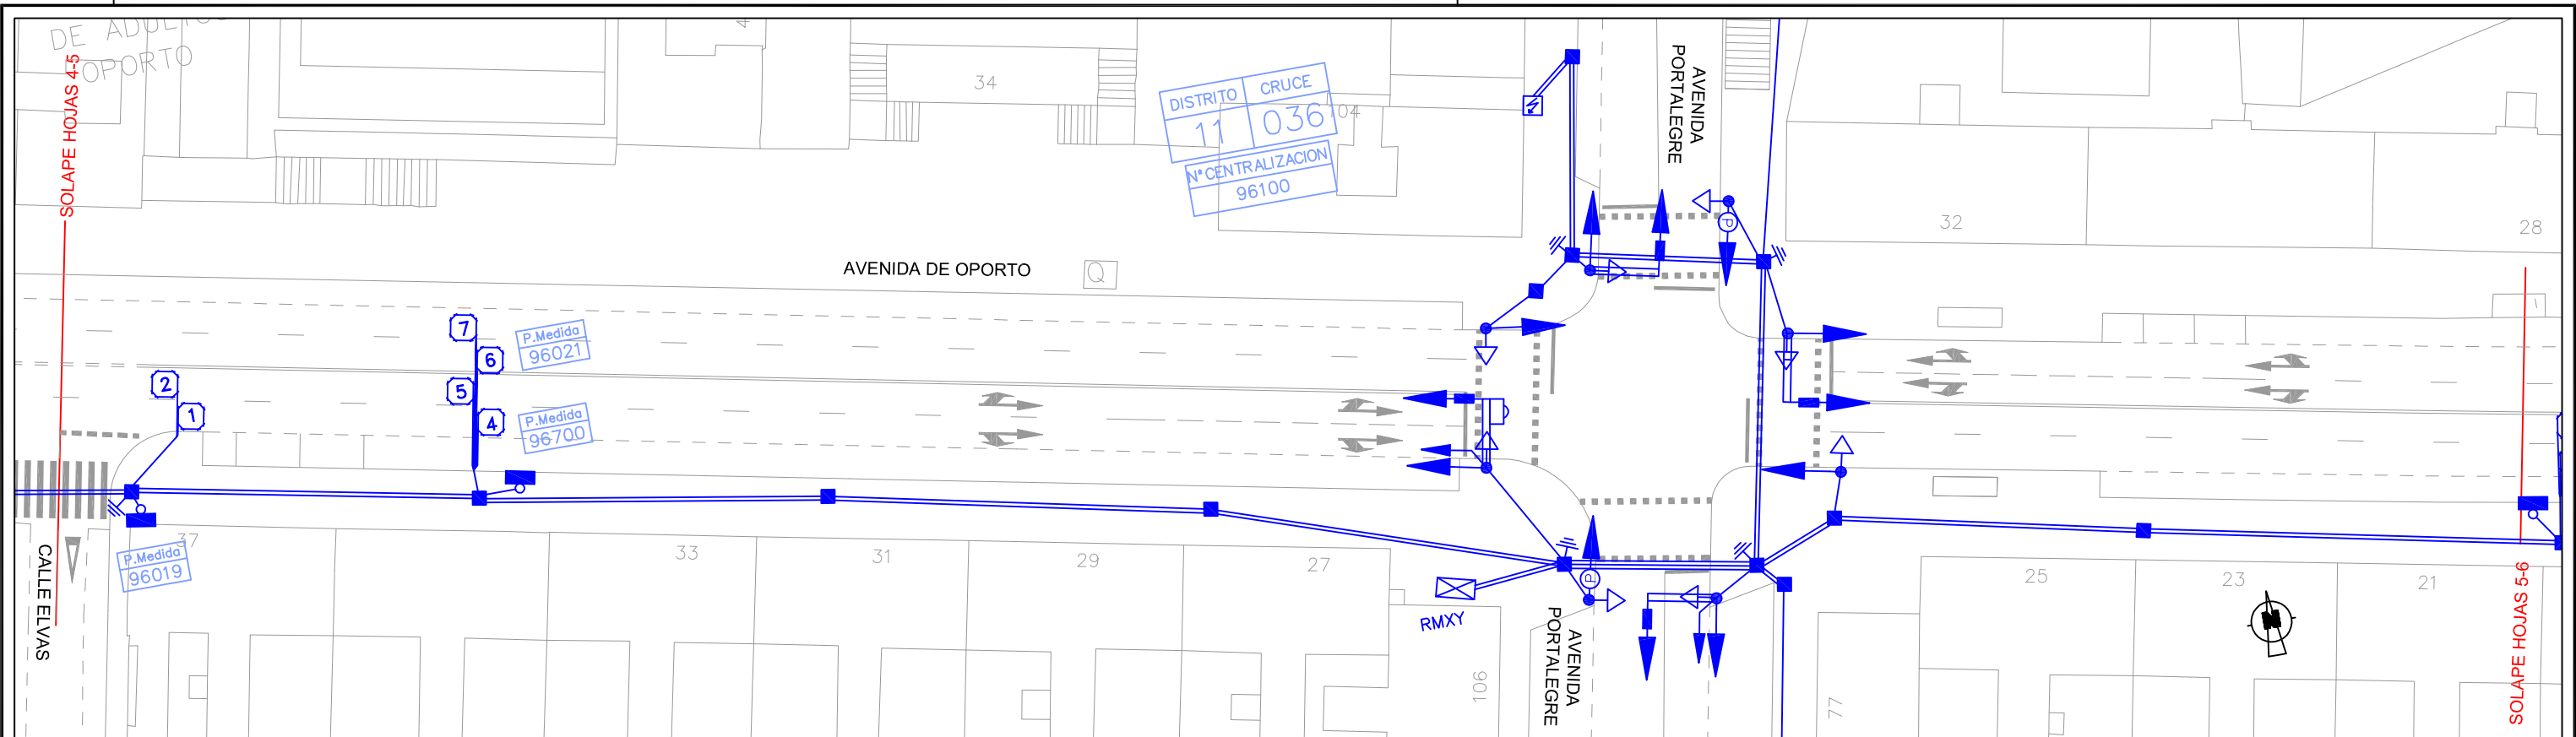 DE ADULTOS
OPORTO
SOLAPE HOJAS 4-5
34
DISTRITO
CRUCE
11
036
Nº CENTRALIZACION
96100
104
AVENIDA
PORTALEGRE
32
28
AVENIDA DE OPORTO
Q
7
6
5
4
P.Medida
96021
P.Medida
96700
2
1
P
P.Medida
96019
37
33
31
29
27
25
23
21
CALLE ELVAS
RMXY
P
106
AVENIDA
PORTALEGRE
77
N
SOLAPE HOJAS 5-6